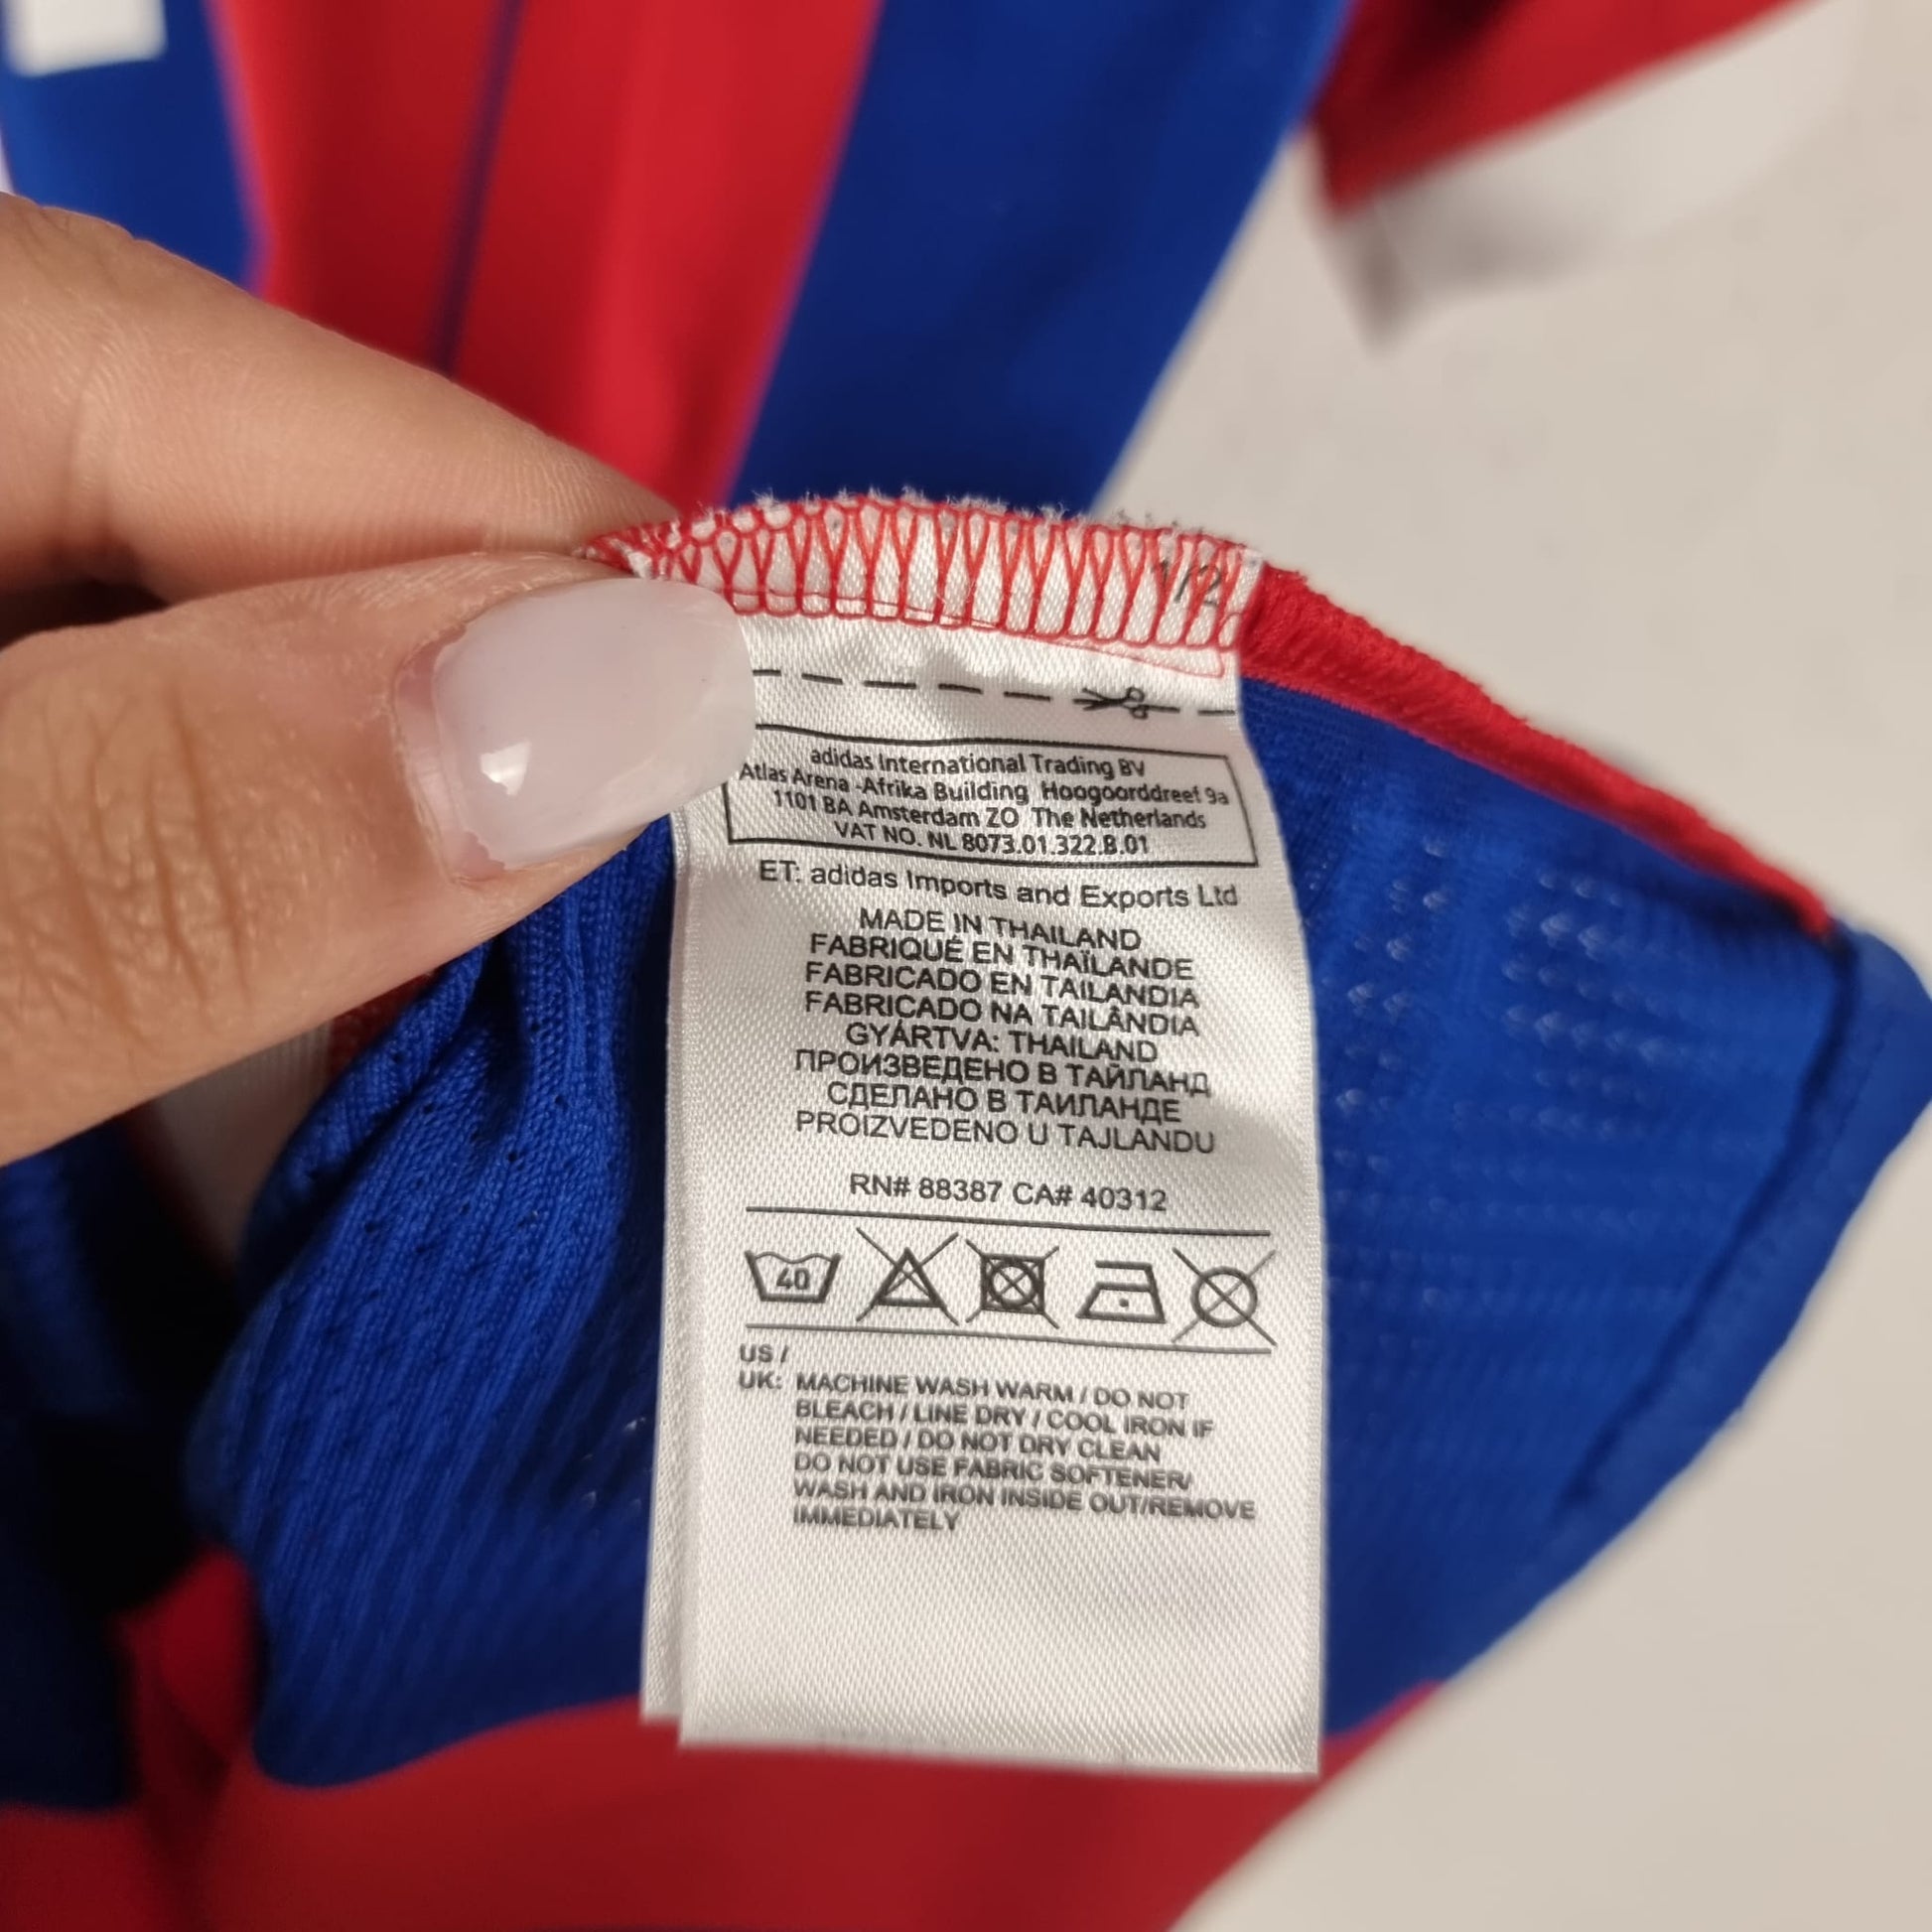 1/2
adidas International Trading BV
Atlas Arena -Afrika Building Hoogoorddreef 9a
1101 BA Amsterdam ZO The Netherlands
VAT NO. NL 8073.01.322.B.01
ET: adidas Imports and Exports Ltd
MADE IN THAILAND
FABRIQUÉ EN THAÏLANDE
FABRICADO EN TAILANDIA
FABRICADO NA TAILÂNDIA
GYÁRTVA: THAILAND
ПРОИЗВЕДЕНО В ТАЙЛАНД
СДЕЛАНО В ТАИЛАНДЕ
PROIZVEDENO U TAJLANDU
RN# 88387 CA# 40312
40
US /
UK: MACHINE WASH WARM / DO NOT
BLEACH / LINE DRY / COOL IRON IF
NEEDED / DO NOT DRY CLEAN
DO NOT USE FABRIC SOFTENER/
WASH AND IRON INSIDE OUT/REMOVE
IMMEDIATELY